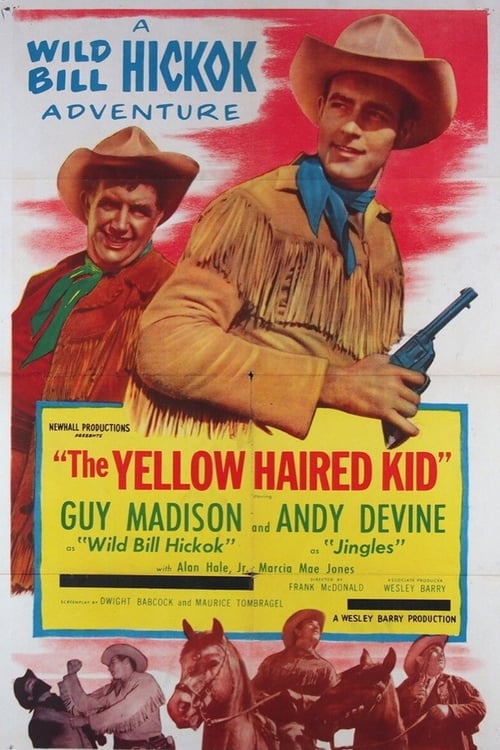 A
WILD BILL HICKOK
ADVENTURE
NEWHALL PRODUCTIONS
PRESENTS
"The YELLOW HAIRED KID"
starring
GUY MADISON and ANDY DEVINE
as "Wild Bill Hickok" as "Jingles"
with Alan Hale, Jr. Marcia Mae Jones
DIRECTED BY
FRANK McDONALD
ASSOCIATE PRODUCER
WESLEY BARRY
SCREENPLAY BY DWIGHT BABCOCK and MAURICE TOMBRAGEL
A WESLEY BARRY PRODUCTION